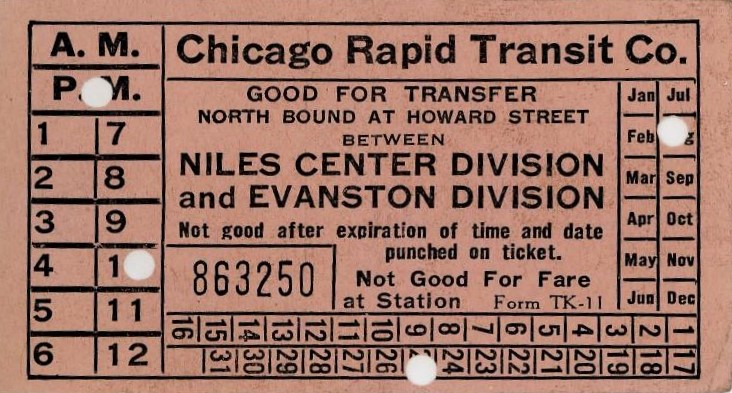 A. M.
P. M.
1 7
2 8
3 9
4
5 11
6 12
Chicago Rapid Transit Co.
GOOD FOR TRANSFER
NORTH BOUND AT HOWARD STREET
BETWEEN
NILES CENTER DIVISION
and EVANSTON DIVISION
Not good after expiration of time and date
punched on ticket.
863250
Not Good For Fare
at Station Form TK-11
Jan Jul
Feb
Mar Sep
Apr Oct
May Nov
Jun Dec
16 15 14 13 12 11 10 9 8 7 6 5 4 3 2 1
31 30 29 28 27 26 24 23 22 21 20 19 18 17